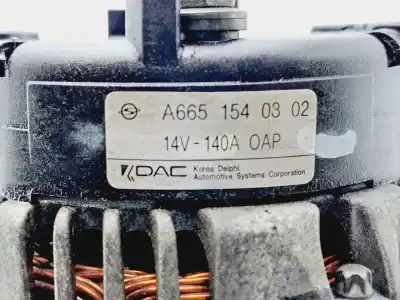 A665 154 03 02
14V-140A OAP
KDAC Korea Delphi
Automotive Systems Corporation